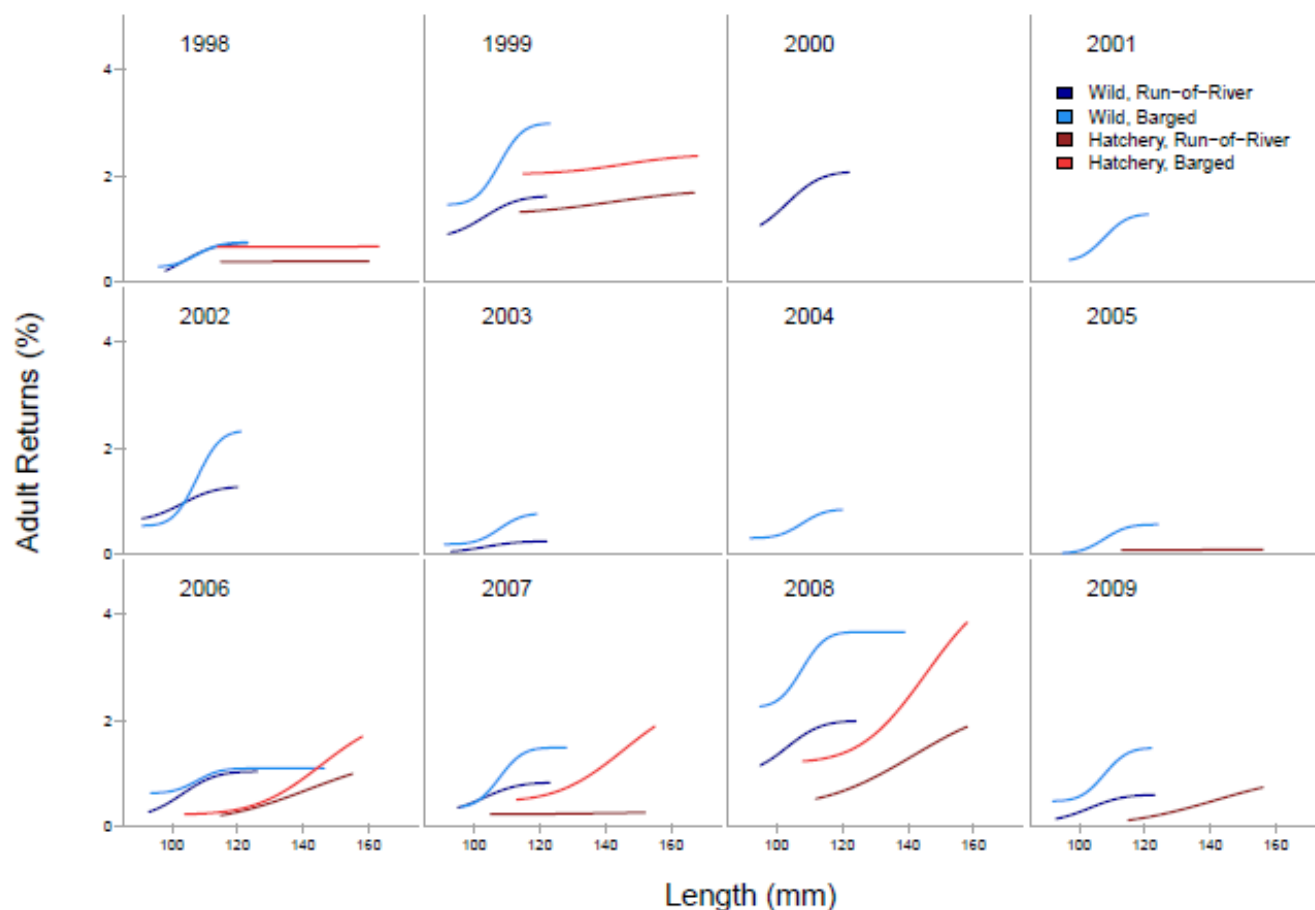 1998
1999
2000
2001
Wild, Run-of-River
Wild, Barged
Hatchery, Run-of-River
Hatchery, Barged
4
2
0
2002
2003
2004
2005
4
2
0
2006
2007
2008
2009
4
2
0
100 120 140 160
100 120 140 160
100 120 140 160
100 120 140 160
Adult Returns (%)
Length (mm)